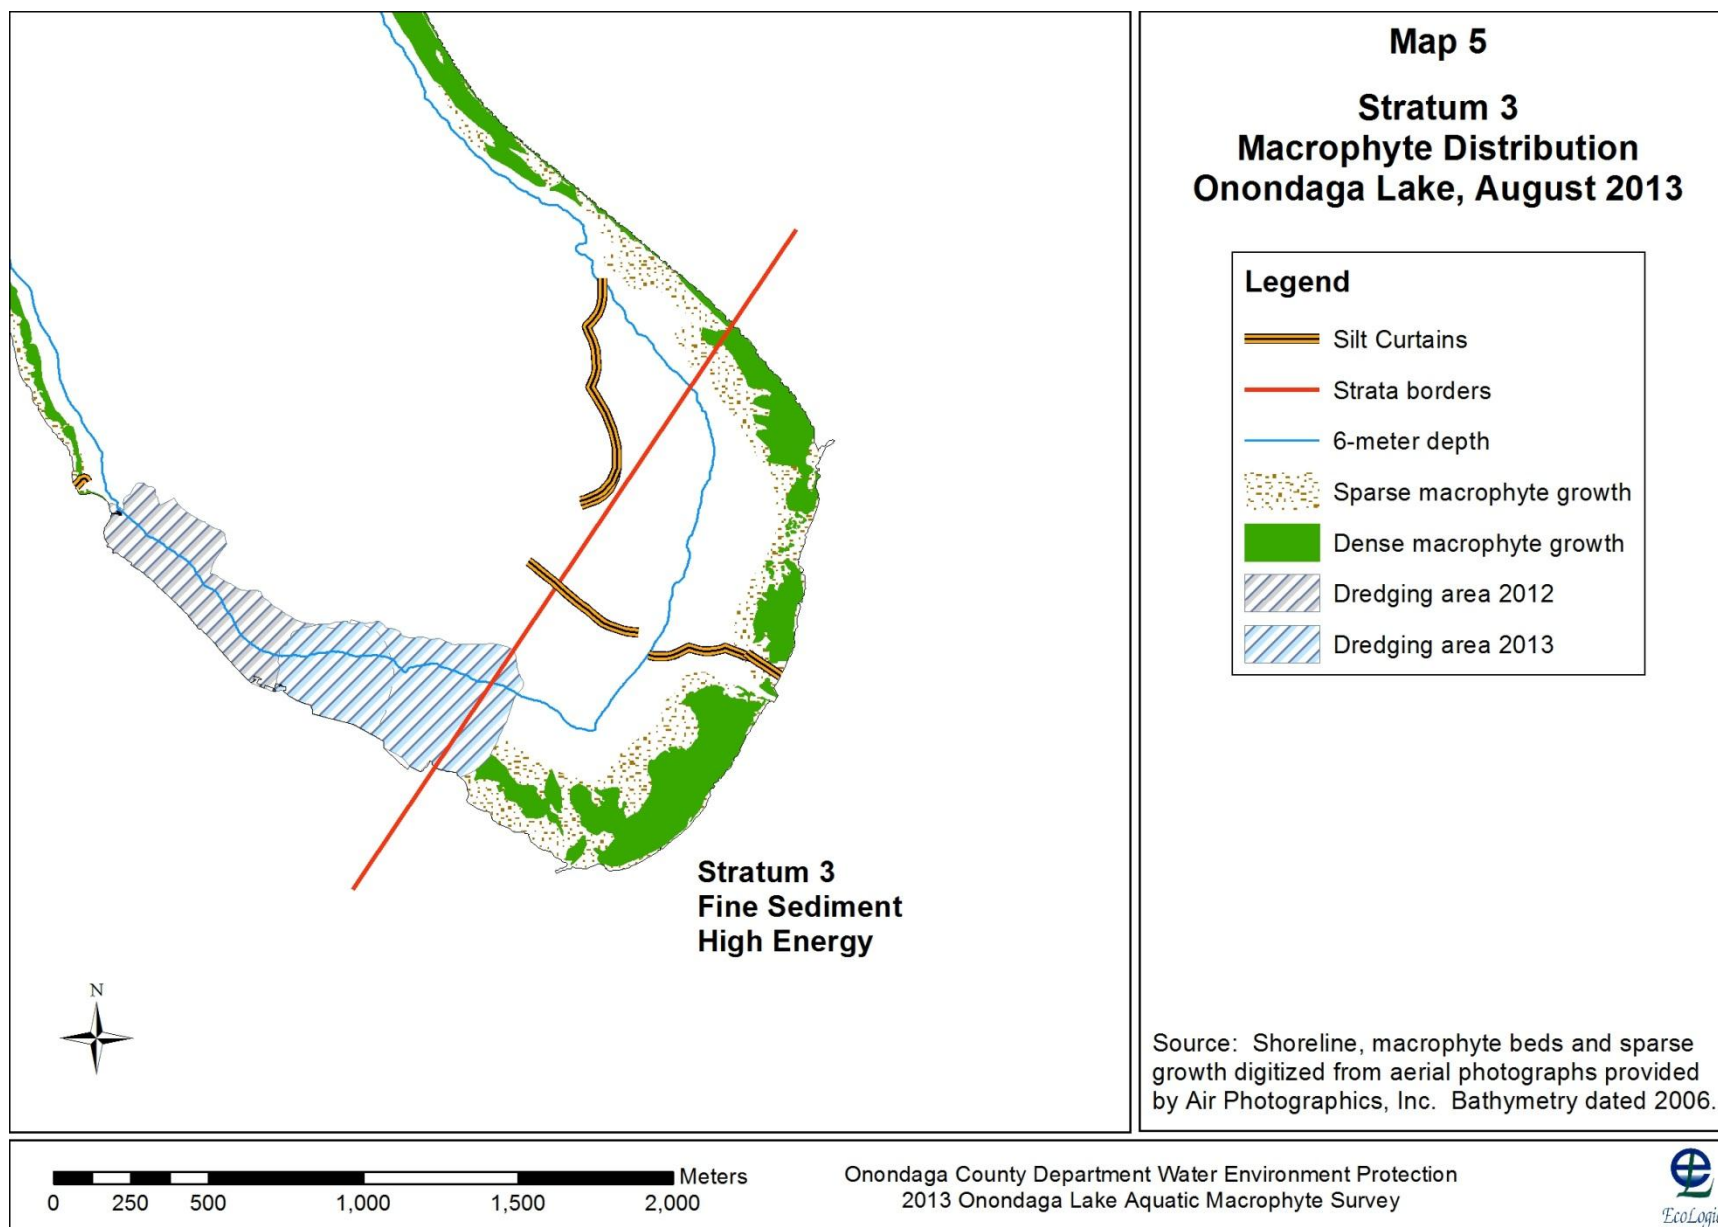 Map 5
Stratum 3
Macrophyte Distribution
Onondaga Lake, August 2013
Legend
Silt Curtains
Strata borders
6-meter depth
Sparse macrophyte growth
Dense macrophyte growth
Dredging area 2012
Dredging area 2013
Stratum 3
Fine Sediment
High Energy
N
Source: Shoreline, macrophyte beds and sparse
growth digitized from aerial photographs provided
by Air Photographics, Inc. Bathymetry dated 2006.
Meters
0 250 500 1,000 1,500 2,000
Onondaga County Department Water Environment Protection
2013 Onondaga Lake Aquatic Macrophyte Survey
EcoLogic